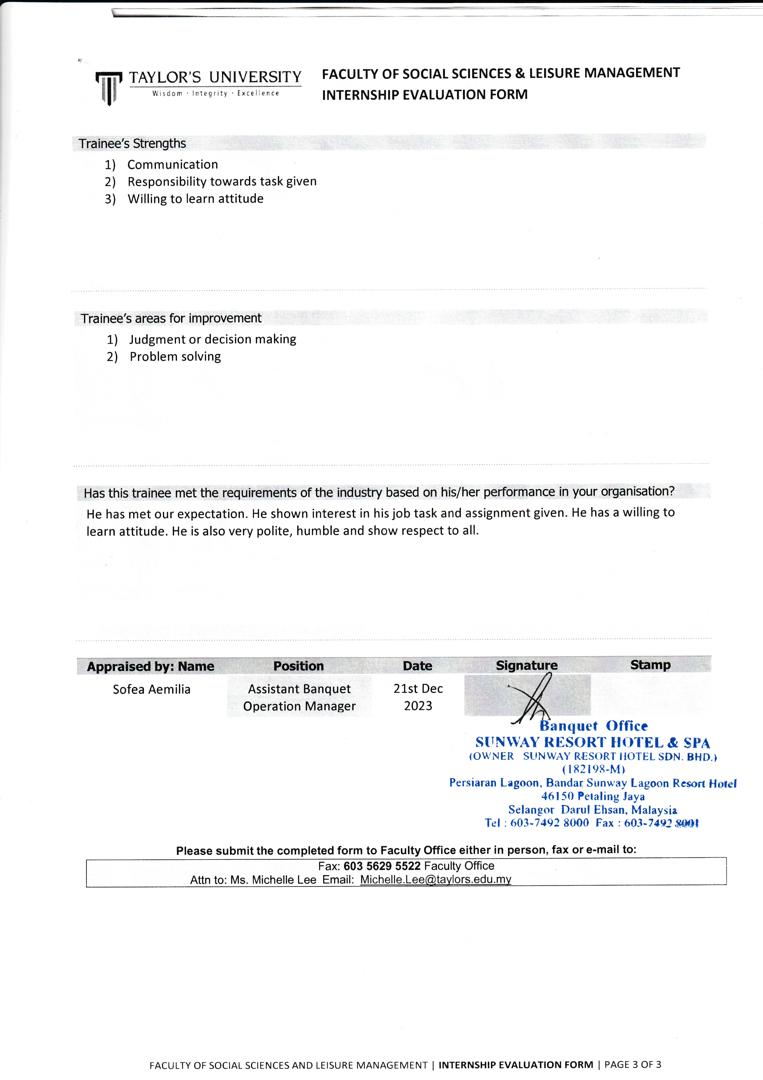 TAYLOR'S UNIVERSITY
Wisdom · Integrity · Excellence
FACULTY OF SOCIAL SCIENCES & LEISURE MANAGEMENT
INTERNSHIP EVALUATION FORM
Trainee's Strengths
1) Communication
2) Responsibility towards task given
3) Willing to learn attitude
Trainee's areas for improvement
1) Judgment or decision making
2) Problem solving
Has this trainee met the requirements of the industry based on his/her performance in your organisation?
He has met our expectation. He shown interest in his job task and assignment given. He has a willing to
learn attitude. He is also very polite, humble and show respect to all.
Appraised by: Name Position Date Signature Stamp
Sofea Aemilia Assistant Banquet 21st Dec
Operation Manager 2023
Banquet Office
SUNWAY RESORT HOTEL & SPA
(OWNER SUNWAY RESORT HOTEL SDN. BHD.)
(182198-M)
Persiaran Lagoon, Bandar Sunway Lagoon Resort Hotel
46150 Petaling Jaya
Selangor Darul Ehsan, Malaysia
Tel : 603-7492 8000 Fax : 603-7492 8001
Please submit the completed form to Faculty Office either in person, fax or e-mail to:
Fax: 603 5629 5522 Faculty Office
Attn to: Ms. Michelle Lee Email: Michelle.Lee@taylors.edu.my
FACULTY OF SOCIAL SCIENCES AND LEISURE MANAGEMENT | INTERNSHIP EVALUATION FORM | PAGE 3 OF 3